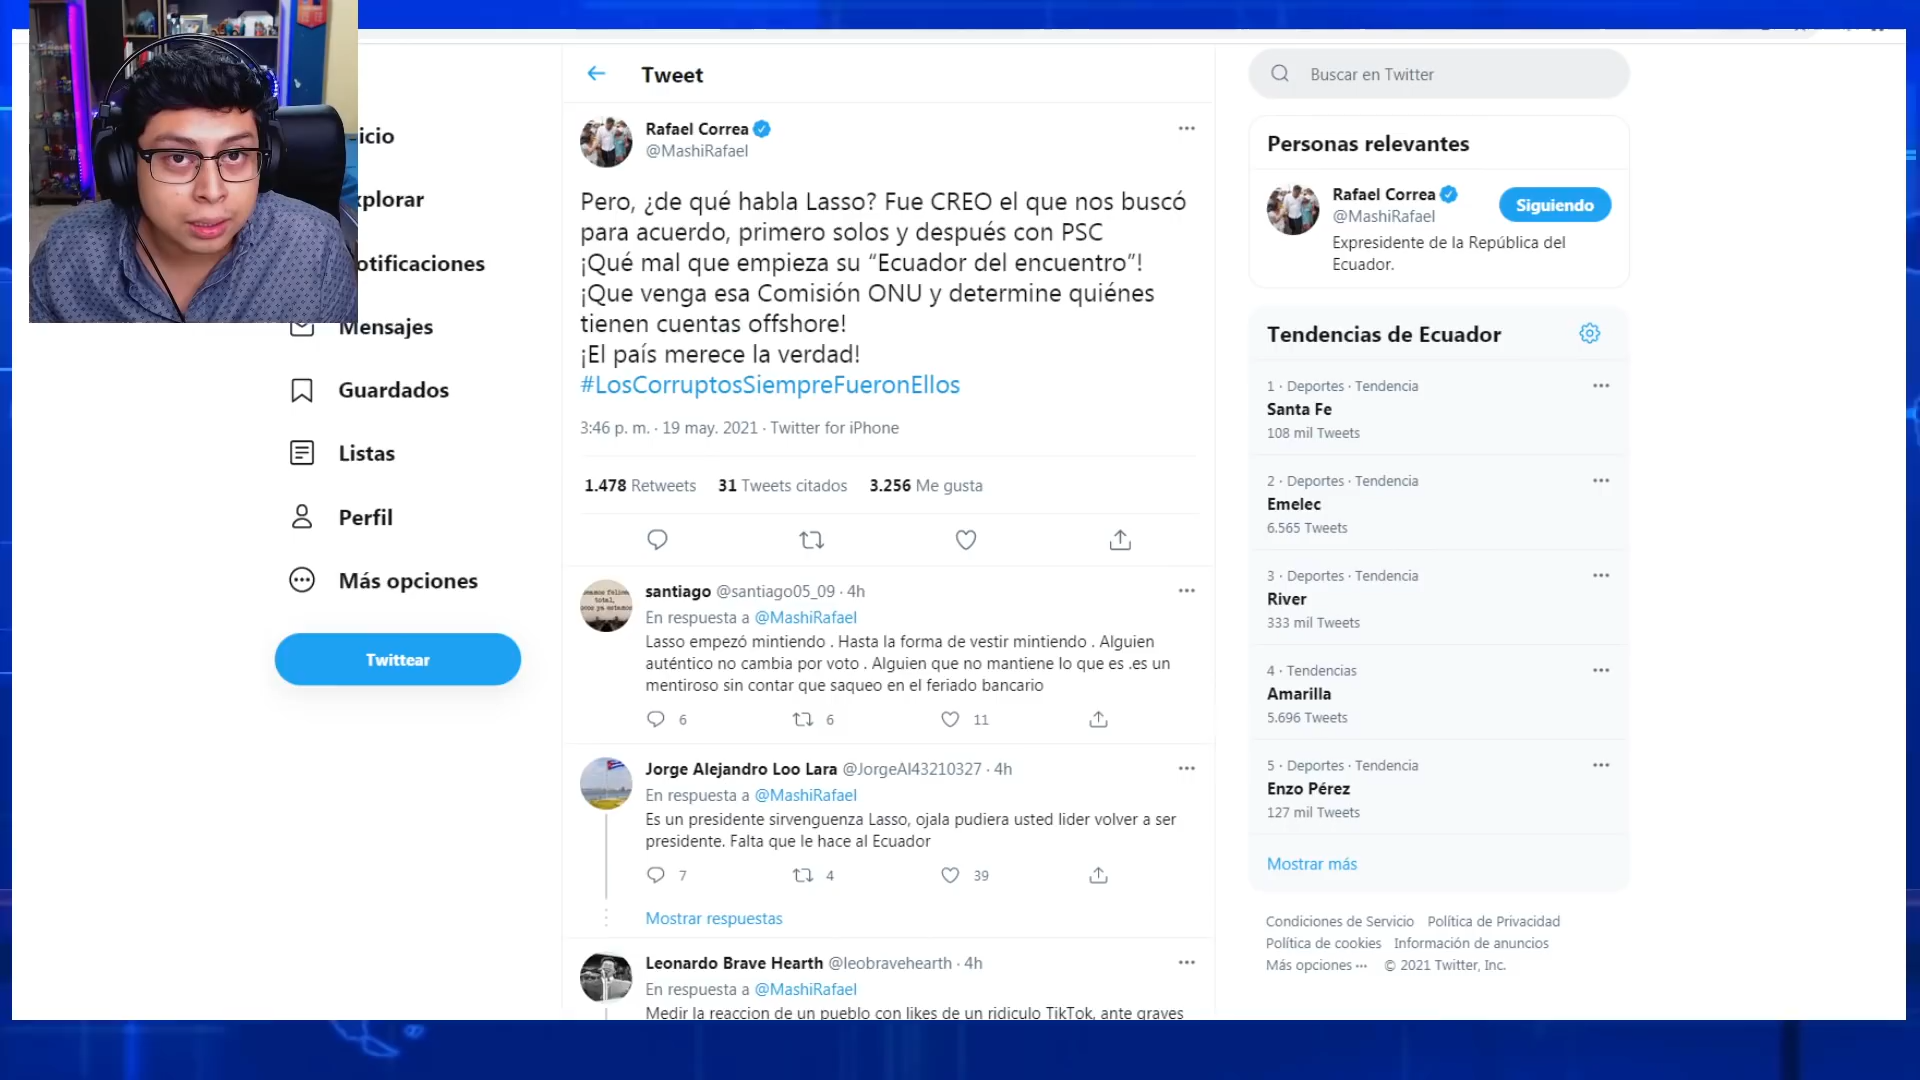 icio
xplorar
otificaciones
Mensajes
Guardados
Listas
Perfil
Más opciones
Twittear
Tweet
Rafael Correa
@MashiRafael
Pero, ¿de qué habla Lasso? Fue CREO el que nos buscó
para acuerdo, primero solos y después con PSC
¡Qué mal que empieza su “Ecuador del encuentro”!
¡Que venga esa Comisión ONU y determine quiénes
tienen cuentas offshore!
¡El país merece la verdad!
#LosCorruptosSiempreFueronEllos
3:46 p. m. · 19 may. 2021 · Twitter for iPhone
1.478 Retweets 31 Tweets citados 3.256 Me gusta
santiago @santiago05_09 · 4h
En respuesta a @MashiRafael
Lasso empezó mintiendo . Hasta la forma de vestir mintiendo . Alguien
auténtico no cambia por voto . Alguien que no mantiene lo que es .es un
mentiroso sin contar que saqueo en el feriado bancario
6 6 11
Jorge Alejandro Loo Lara @JorgeAl43210327 · 4h
En respuesta a @MashiRafael
Es un presidente sirvenguenza Lasso, ojala pudiera usted lider volver a ser
presidente. Falta que le hace al Ecuador
7 4 39
Mostrar respuestas
Leonardo Brave Hearth @leobravehearth · 4h
En respuesta a @MashiRafael
Medir la reaccion de un pueblo con likes de un ridiculo TikTok, ante graves
Buscar en Twitter
Personas relevantes
Rafael Correa
@MashiRafael
Siguiendo
Expresidente de la República del
Ecuador.
Tendencias de Ecuador
1 · Deportes · Tendencia
Santa Fe
108 mil Tweets
2 · Deportes · Tendencia
Emelec
6.565 Tweets
3 · Deportes · Tendencia
River
333 mil Tweets
4 · Tendencias
Amarilla
5.696 Tweets
5 · Deportes · Tendencia
Enzo Pérez
127 mil Tweets
Mostrar más
Condiciones de Servicio Política de Privacidad
Política de cookies Información de anuncios
Más opciones ··· © 2021 Twitter, Inc.